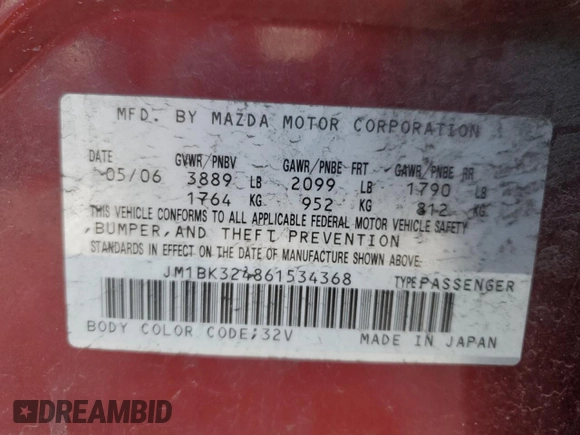 MFD. BY MAZDA MOTOR CORPORATION
DATE GVWR/PNBV GAWR/PNBE FRT GAWR/PNBE RR
05/06 3889 LB 2099 LB 1790 LB
1764 KG 952 KG 812 KG
THIS VEHICLE CONFORMS TO ALL APPLICABLE FEDERAL MOTOR VEHICLE SAFETY
,BUMPER, AND THEFT PREVENTION
STANDARDS IN EFFECT ON THE DATE OF MANUFACTURE SHOWN ABOVE.
JM1BK324861534368 TYPE:PASSENGER
BODY COLOR CODE;32V MADE IN JAPAN
DREAMBID